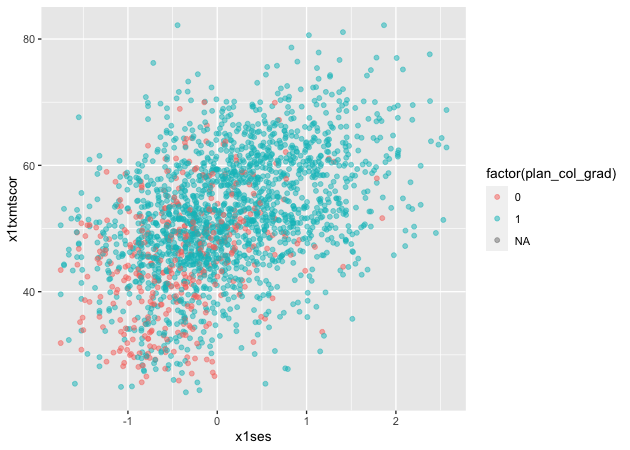 80
60
40
x1txmtscor
-1
0
1
2
x1ses
factor(plan_col_grad)
0
1
NA